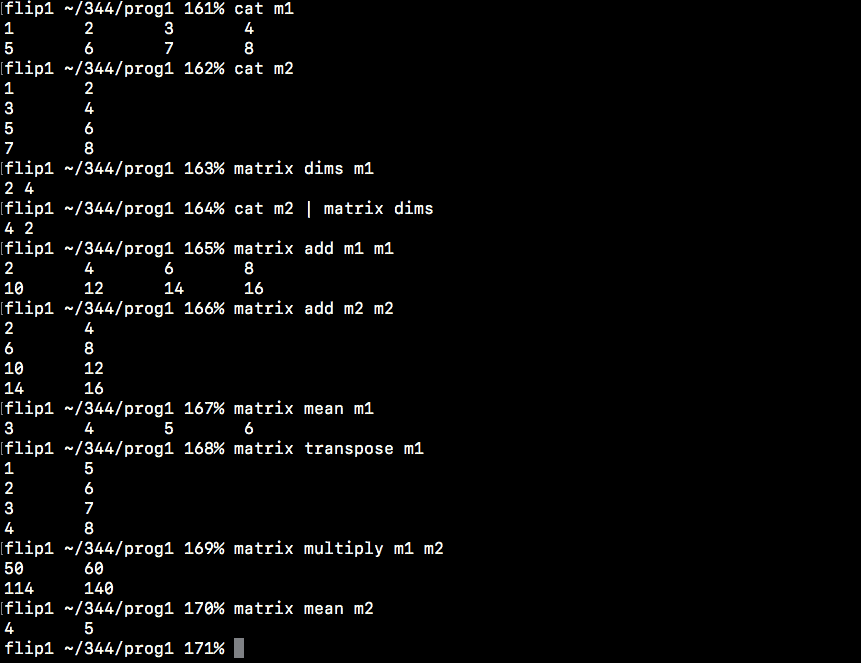 [flip1 ~/344/prog1 161% cat m1
1 2 3 4
5 6 7 8
[flip1 ~/344/prog1 162% cat m2
1 2
3 4
5 6
7 8
[flip1 ~/344/prog1 163% matrix dims m1
2 4
[flip1 ~/344/prog1 164% cat m2 | matrix dims
4 2
[flip1 ~/344/prog1 165% matrix add m1 m1
2 4 6 8
10 12 14 16
[flip1 ~/344/prog1 166% matrix add m2 m2
2 4
6 8
10 12
14 16
[flip1 ~/344/prog1 167% matrix mean m1
3 4 5 6
[flip1 ~/344/prog1 168% matrix transpose m1
1 5
2 6
3 7
4 8
[flip1 ~/344/prog1 169% matrix multiply m1 m2
50 60
114 140
[flip1 ~/344/prog1 170% matrix mean m2
4 5
flip1 ~/344/prog1 171%